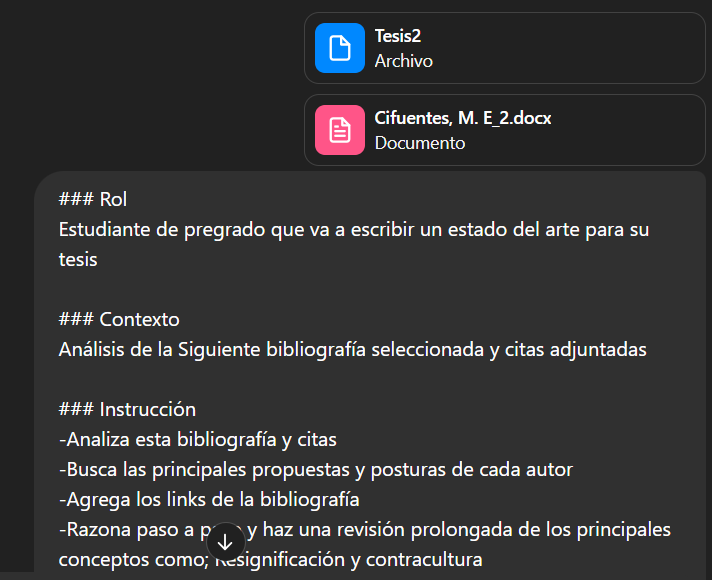 Tesis2
Archivo
Cifuentes, M. E_2.docx
Documento
### Rol
Estudiante de pregrado que va a escribir un estado del arte para su
tesis
### Contexto
Análisis de la Siguiente bibliografía seleccionada y citas adjuntadas
### Instrucción
-Analiza esta bibliografía y citas
-Busca las principales propuestas y posturas de cada autor
-Agrega los links de la bibliografía
-Razona paso a y haz una revisión prolongada de los principales
conceptos como; Resignificación y contracultura